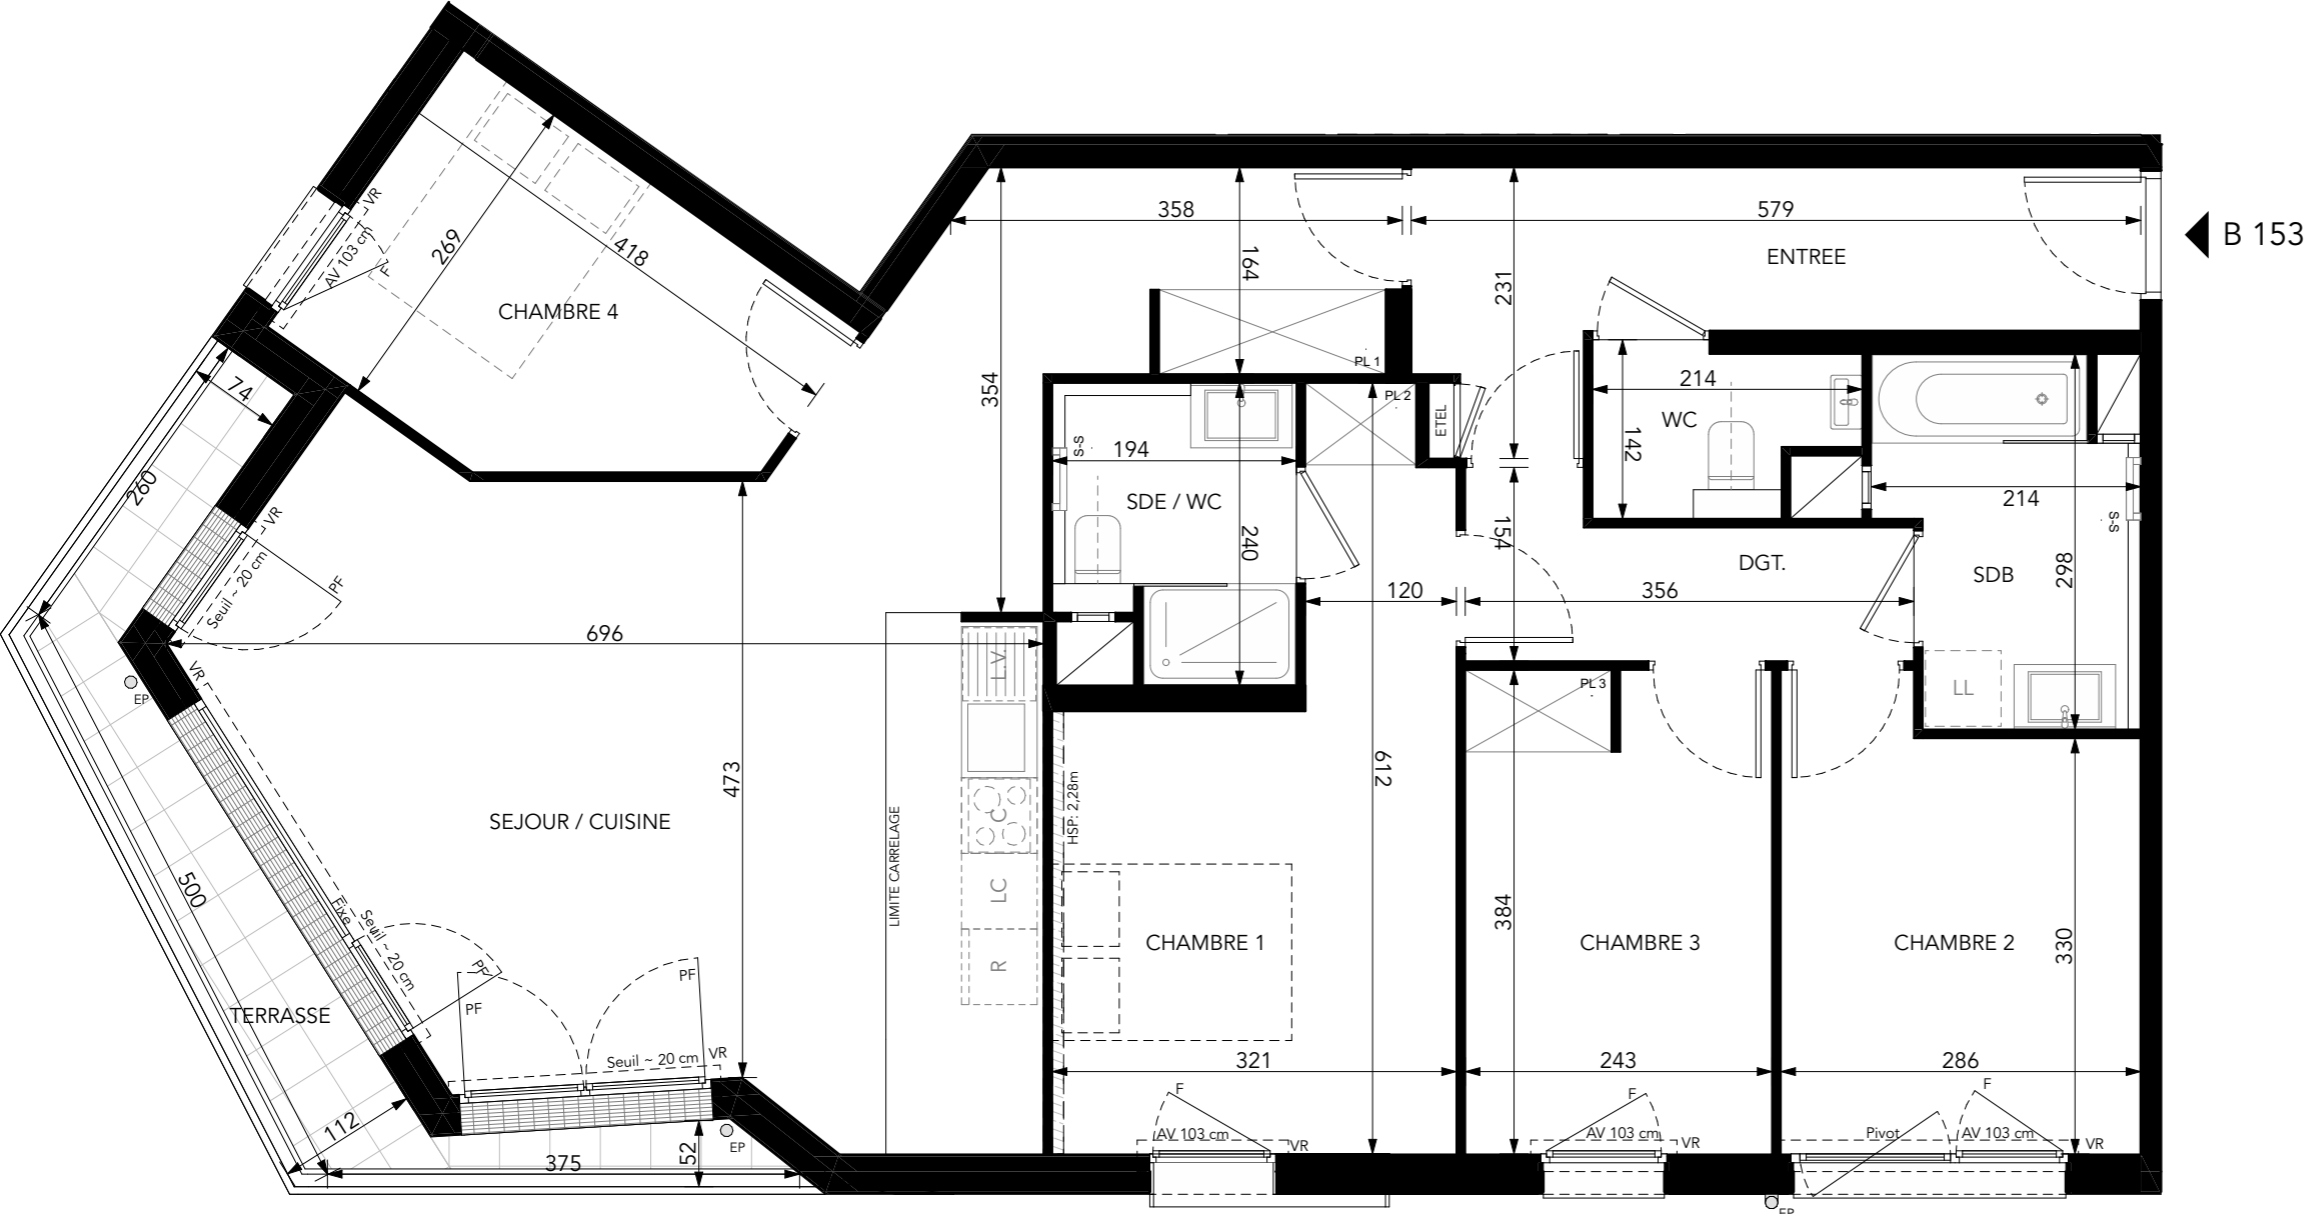 B 153
358
579
ENTREE
164
231
VR
AV 103 cm
F
269
418
CHAMBRE 4
PL 1
354
PL 2
ETEL
214
WC
142
74
260
s-s
194
SDE / WC
240
154
214
s-s
298
SDB
DGT.
VR
Seuil ~ 20 cm
PF
120
356
696
VR
EP
L.V.
LL
PL 3
473
612
HSP: 2,28m
C
SEJOUR / CUISINE
LIMITE CARRELAGE
LC
R
500
Fixe
Seuil ~ 20 cm
PF
384
CHAMBRE 1
CHAMBRE 3
CHAMBRE 2
330
TERRASSE
PF
PF
Seuil ~ 20 cm
VR
321
243
286
112
375
52
EP
F
AV 103 cm
VR
F
AV 103 cm
VR
Pivot
F
AV 103 cm
VR
EP